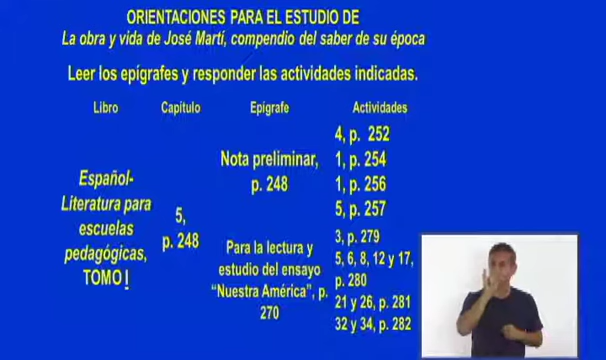 ORIENTACIONES PARA EL ESTUDIO DE
La obra y vida de José Martí, compendio del saber de su época
Leer los epígrafes y responder las actividades indicadas.
Libro Capítulo Epígrafe Actividades
Español-
Literatura para
escuelas
pedagógicas,
TOMO I
5,
p. 248
Nota preliminar,
p. 248
4, p. 252
1, p. 254
1, p. 256
5, p. 257
Para la lectura y
estudio del ensayo
“Nuestra América”, p.
270
3, p. 279
5, 6, 8, 12 y 17,
p. 280
21 y 26, p. 281
32 y 34, p. 282